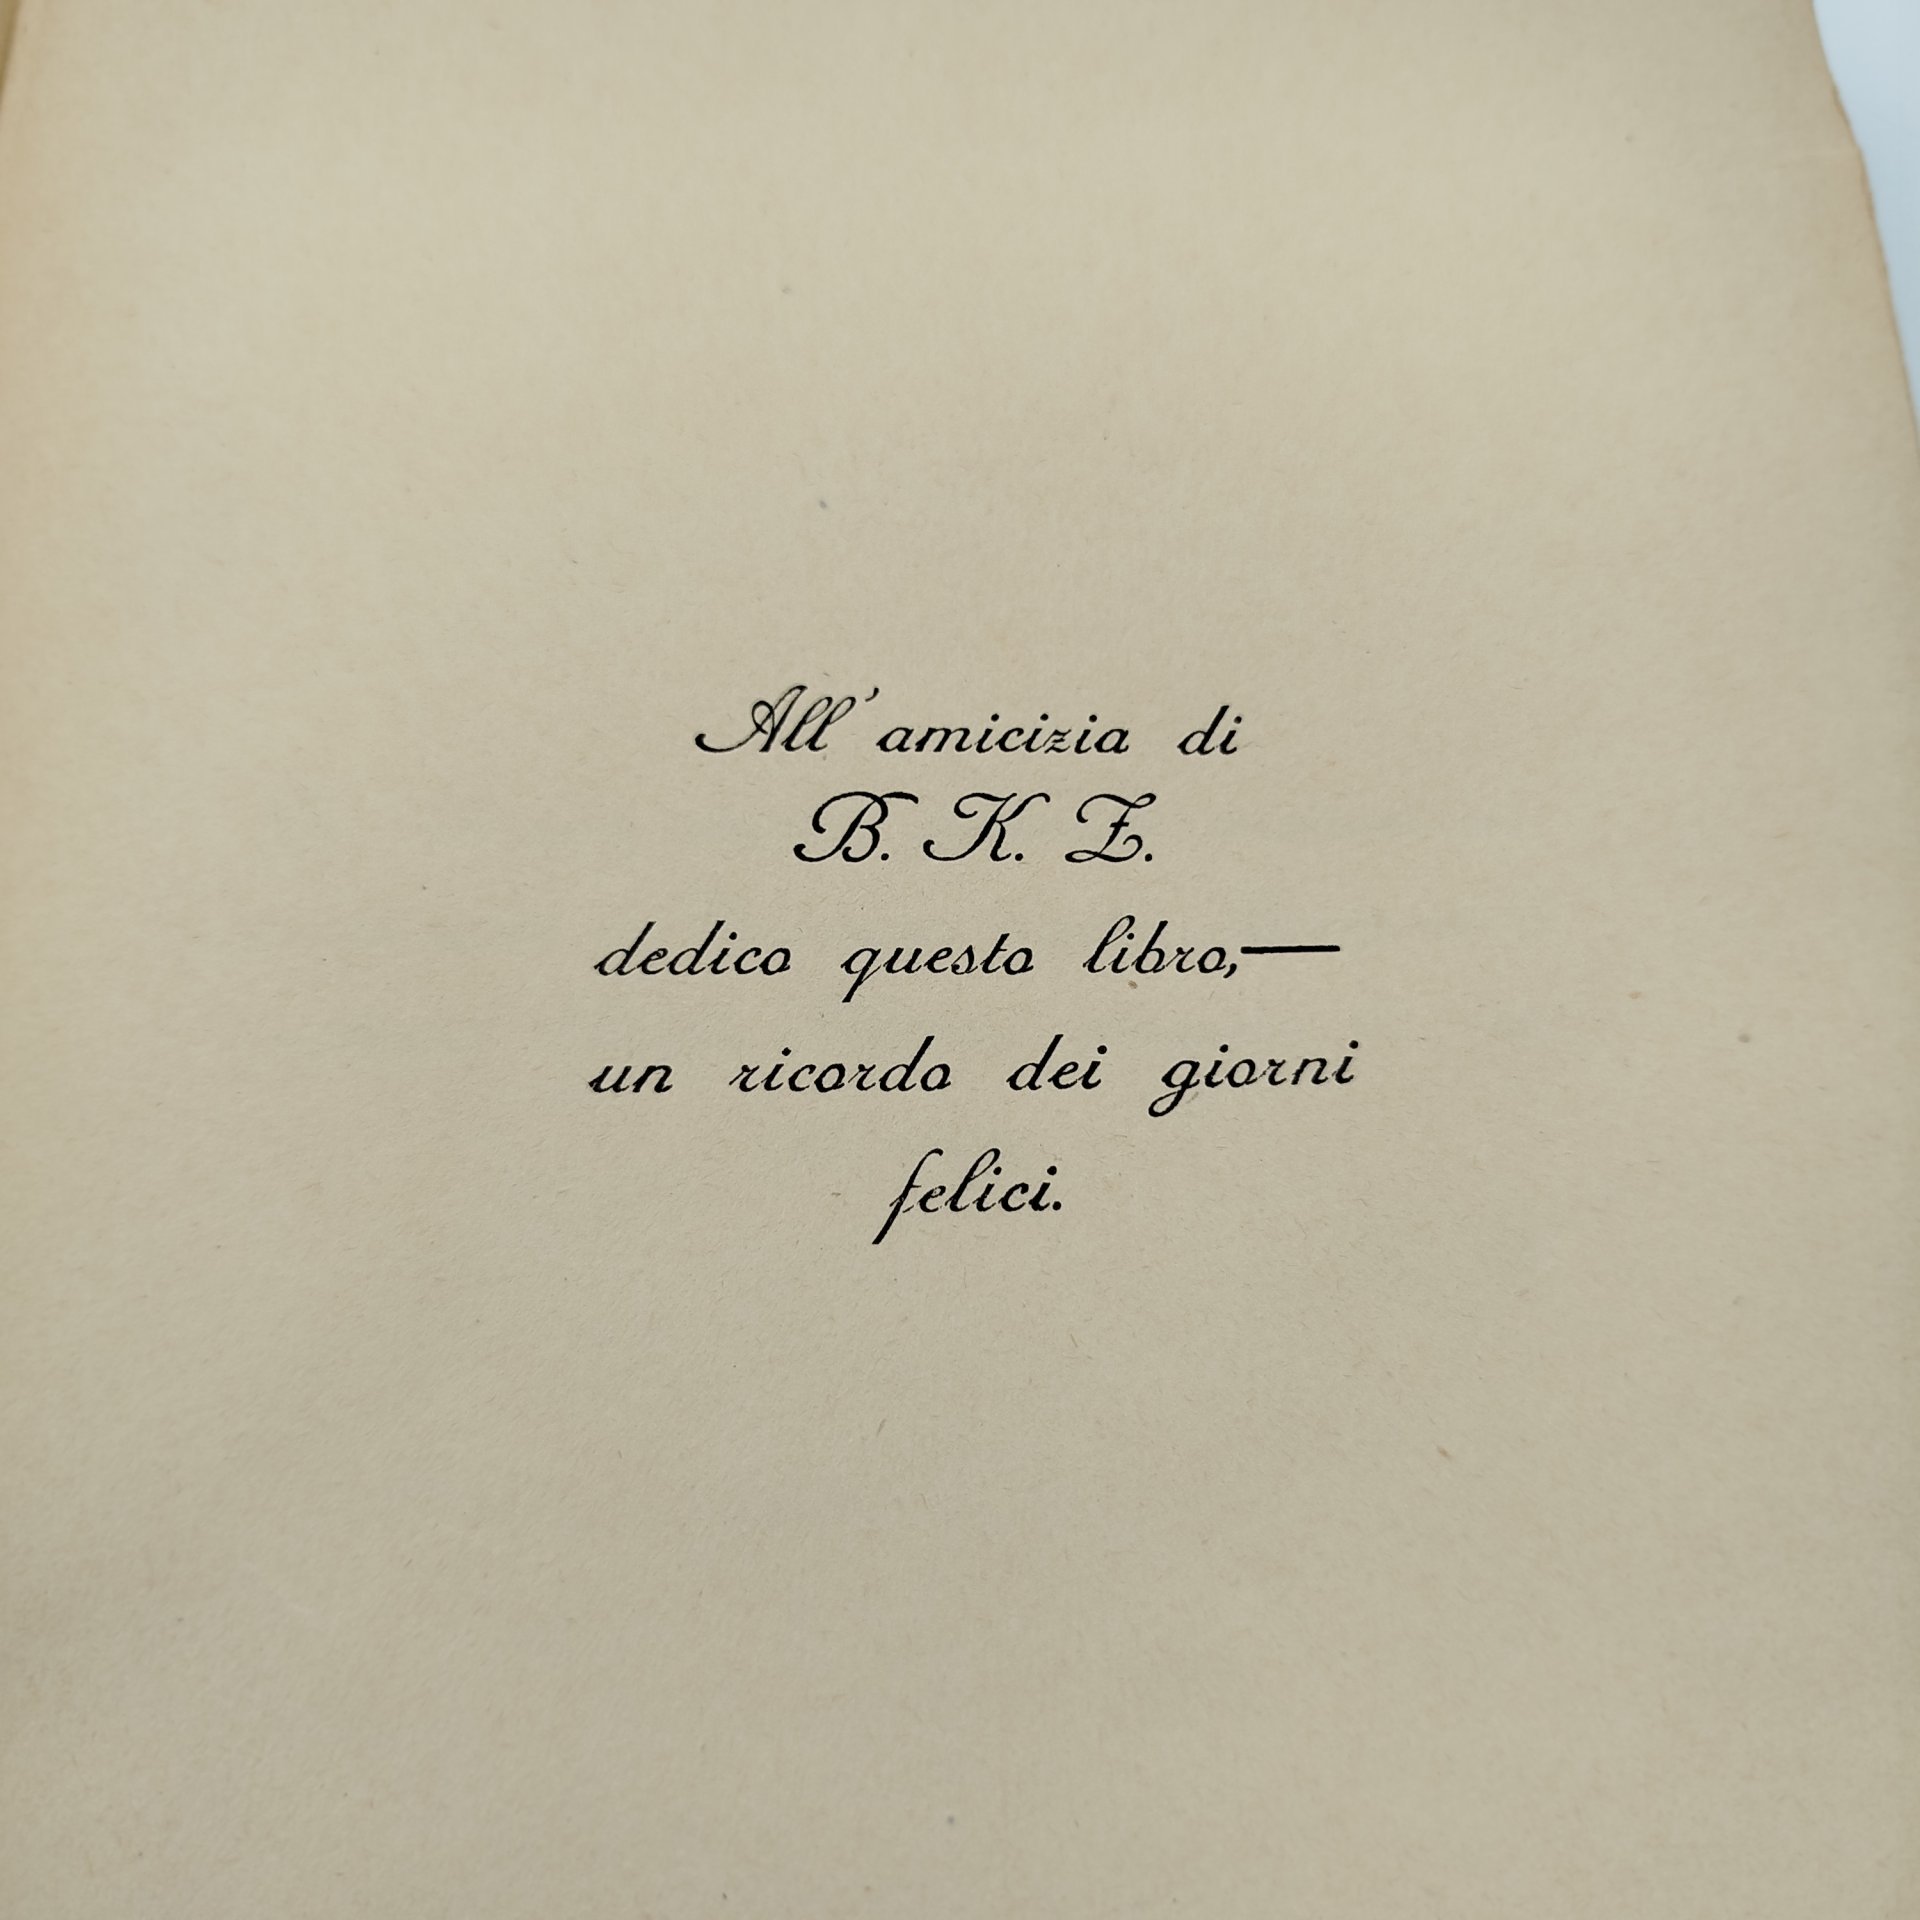 All' amicizia di
B. K. Z.
dedico questo libro,—
un ricordo dei giorni
felici.